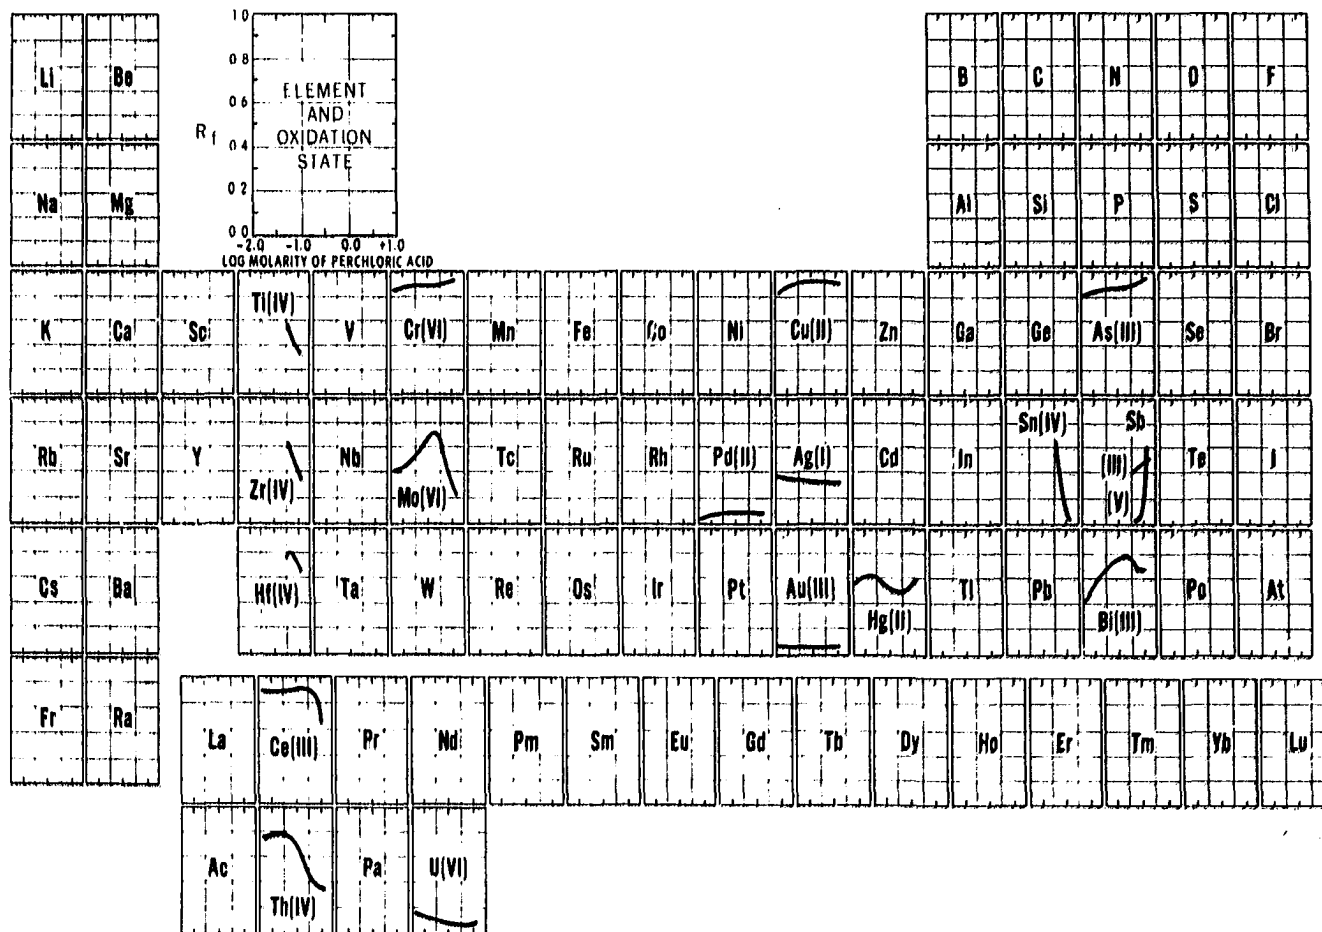 1.0
0.8
0.6
0.4
0.2
0.0
Rf
ELEMENT
AND
OXIDATION
STATE
-2.0 -1.0 0.0 +1.0
LOG MOLARITY OF PERCHLORIC ACID
Li Be B C N O F
Na Mg Al Si P S Cl
K Ca Sc Ti(IV) V Cr(VI) Mn Fe Co Ni Cu(II) Zn Ga Ge As(III) Se Br
Rb Sr Y Zr(IV) Nb Mo(VI) Tc Ru Rh Pd(II) Ag(I) Cd In Sn(IV) Sb (III) (V) Te I
Cs Ba Hf(IV) Ta W Re Os Ir Pt Au(III) Hg(II) Tl Pb Bi(III) Po At
Fr Ra
La Ce(III) Pr Nd Pm Sm Eu Gd Tb Dy Ho Er Tm Yb Lu
Ac Th(IV) Pa U(VI)